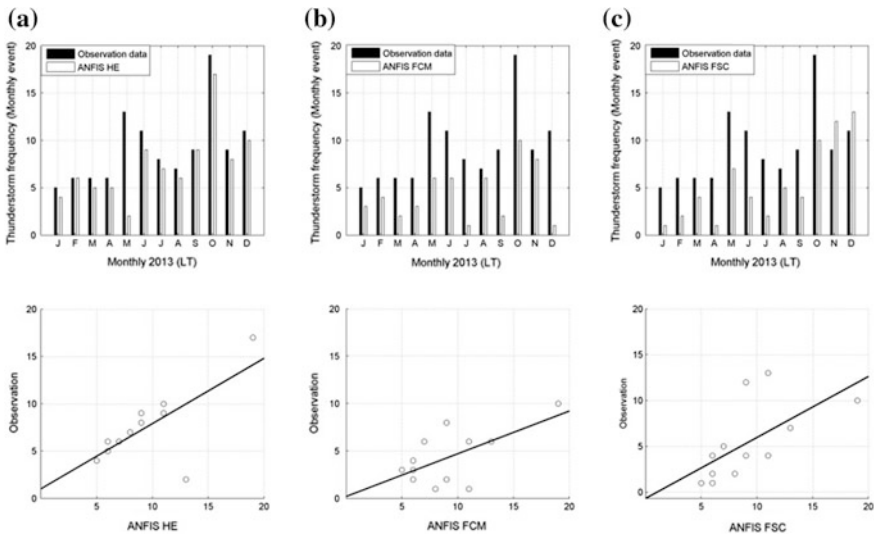 (a)
Thunderstorm frequency (Monthly event)
20
15
10
5
0
Observation data
ANFIS HE
J F M A M J J A S O N D
Monthly 2013 (LT)
(b)
Thunderstorm frequency (Monthly event)
20
15
10
5
0
Observation data
ANFIS FCM
J F M A M J J A S O N D
Monthly 2013 (LT)
(c)
Thunderstorm frequency (Monthly event)
20
15
10
5
0
Observation data
ANFIS FSC
J F M A M J J A S O N D
Monthly 2013 (LT)
Observation
20
15
10
5
0
5 10 15 20
ANFIS HE
Observation
20
15
10
5
0
5 10 15 20
ANFIS FCM
Observation
20
15
10
5
0
5 10 15 20
ANFIS FSC